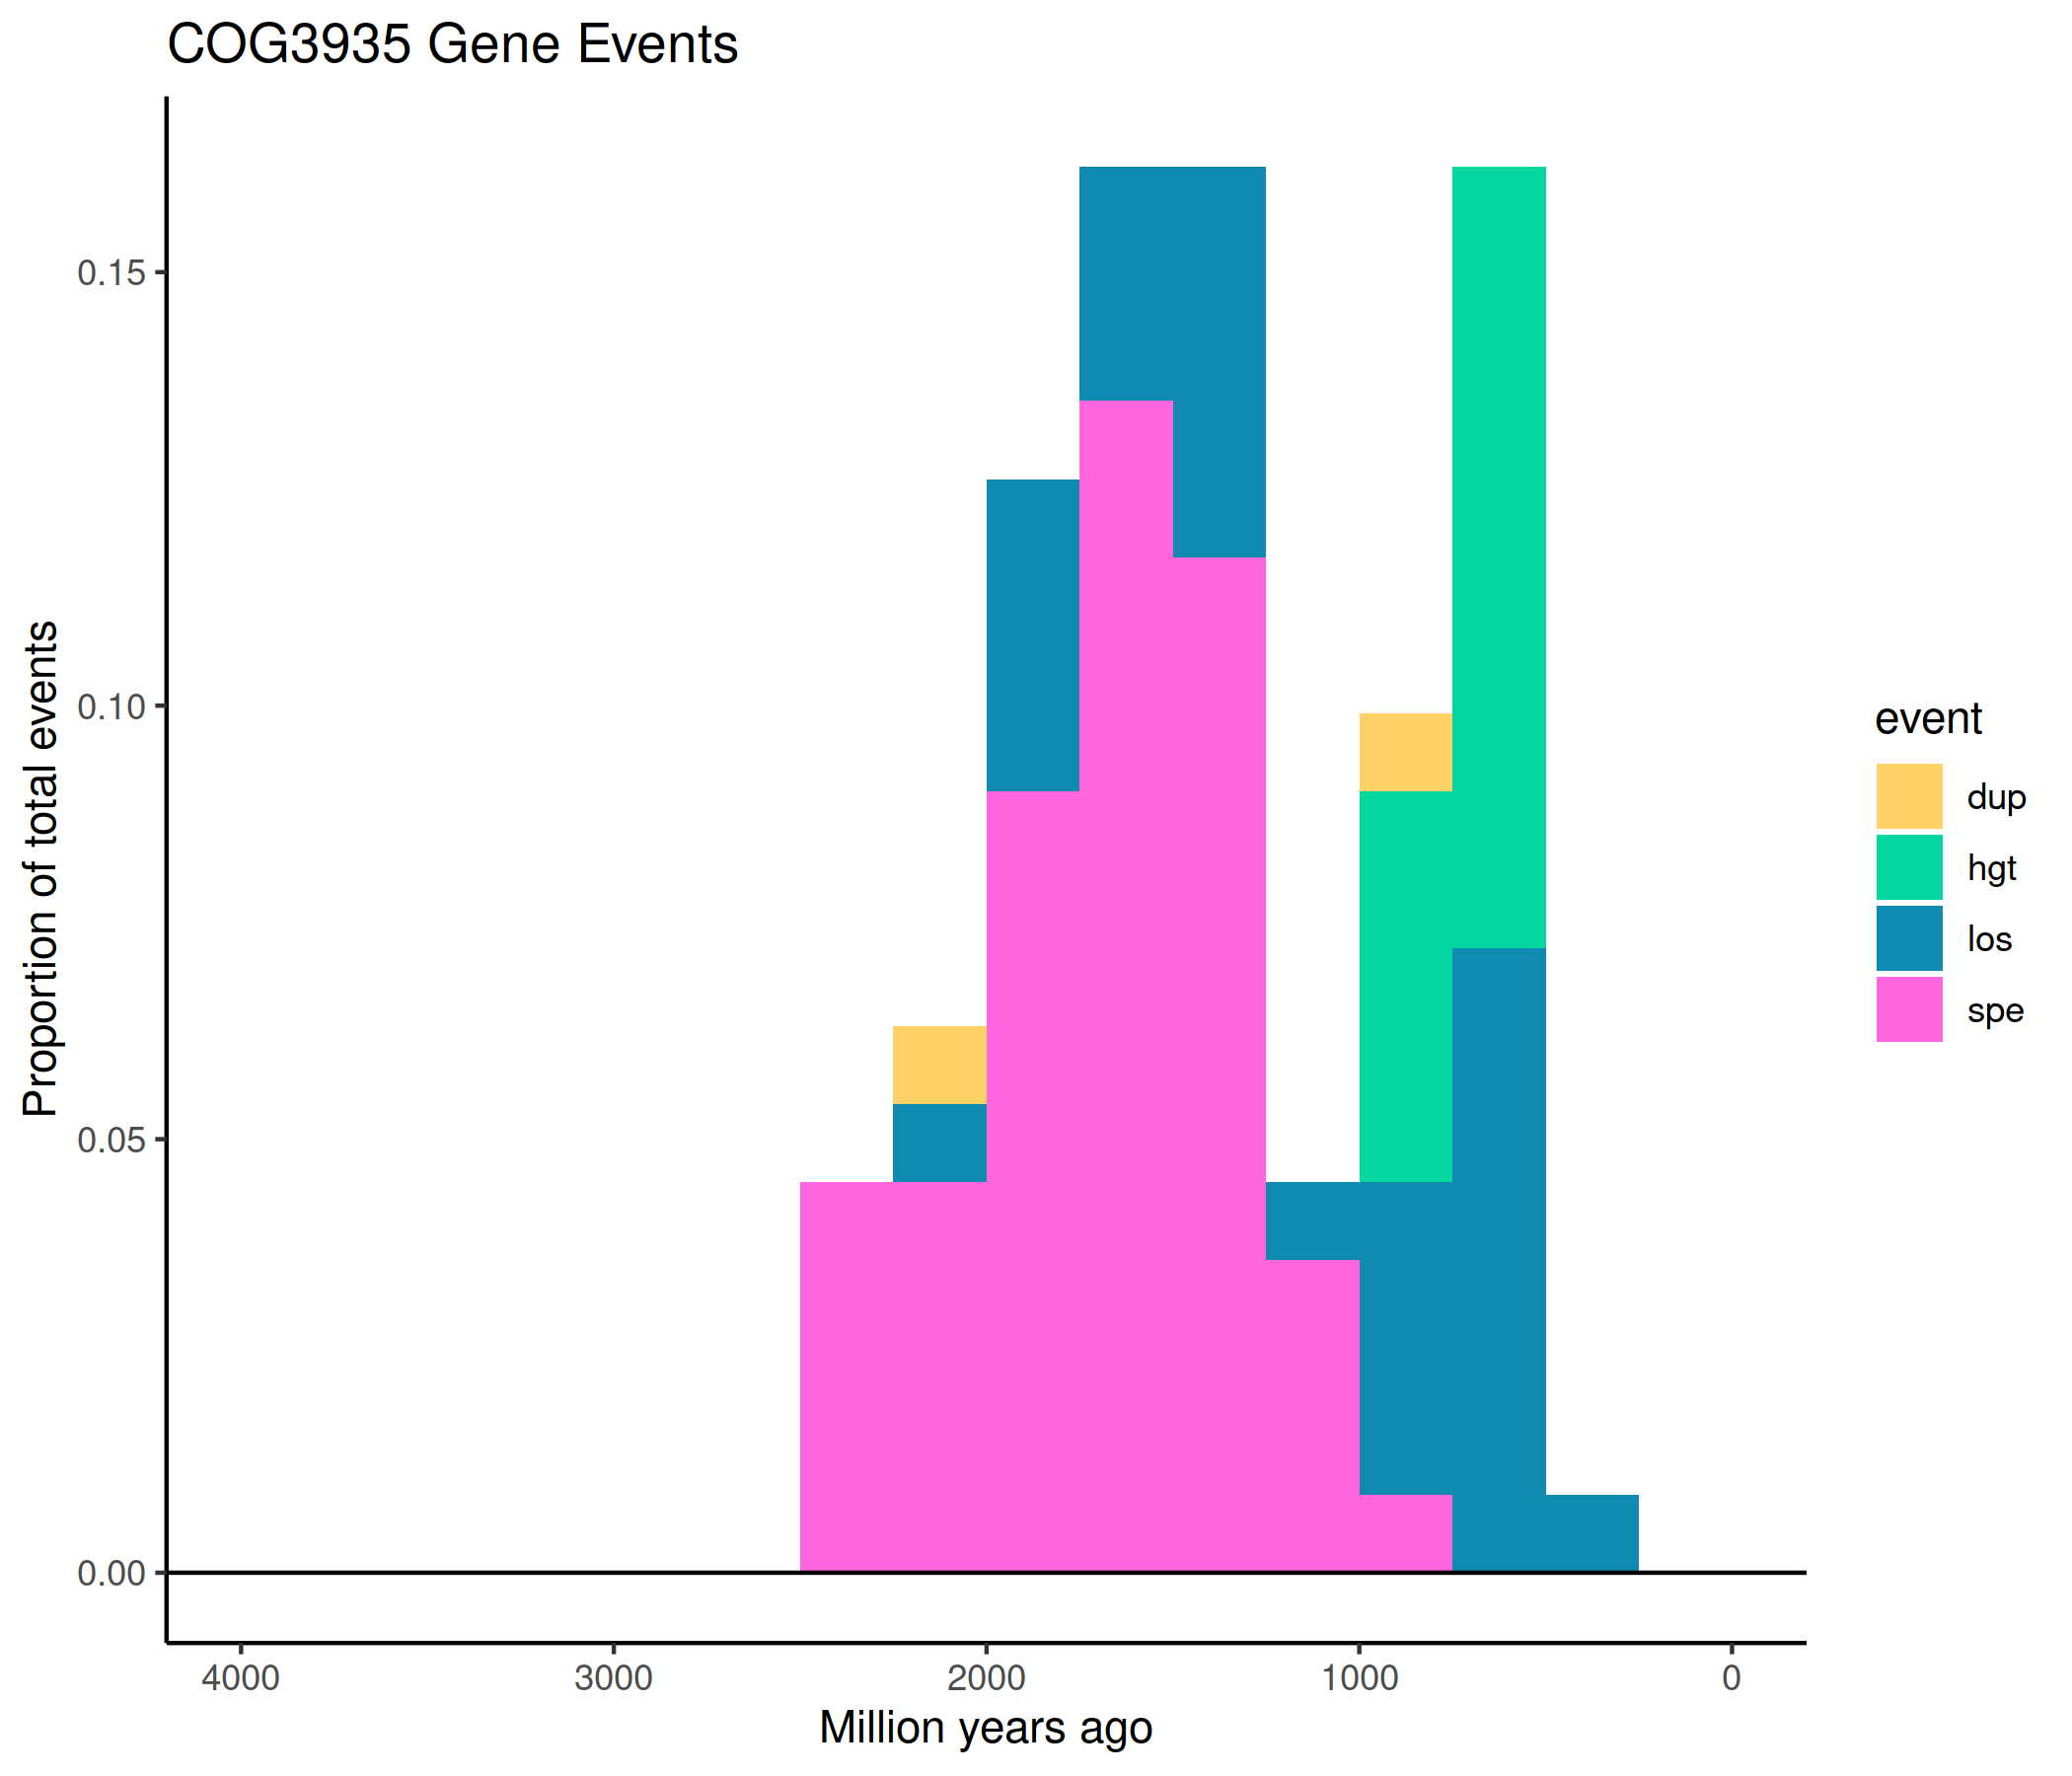 COG3935 Gene Events
Proportion of total events
0.15
0.10
0.05
0.00
4000 3000 2000 1000 0
Million years ago
event
dup
hgt
los
spe